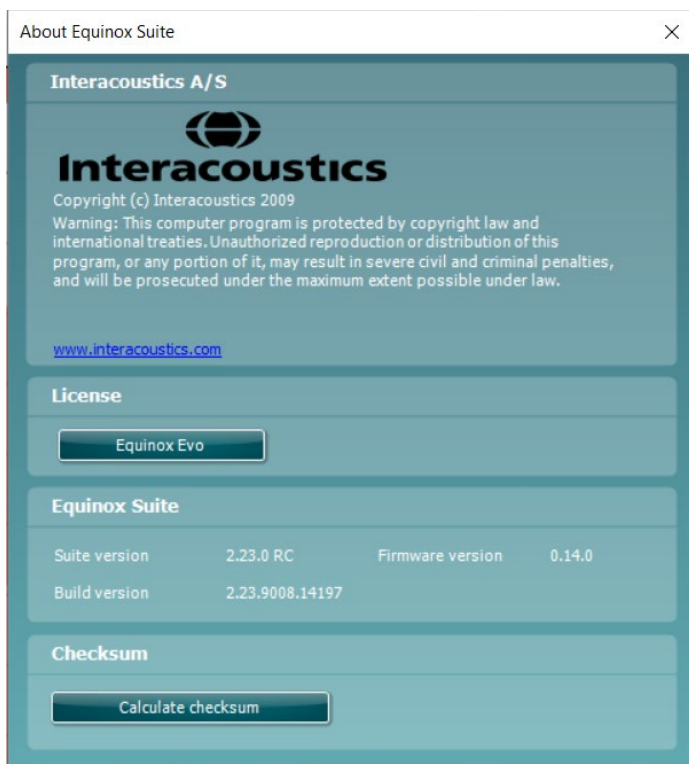 About Equinox Suite
Interacoustics A/S
Interacoustics
Copyright (c) Interacoustics 2009
Warning: This computer program is protected by copyright law and
international treaties. Unauthorized reproduction or distribution of this
program, or any portion of it, may result in severe civil and criminal penalties,
and will be prosecuted under the maximum extent possible under law.
www.interacoustics.com
License
Equinox Evo
Equinox Suite
Suite version 2.23.0 RC Firmware version 0.14.0
Build version 2.23.9008.14197
Checksum
Calculate checksum